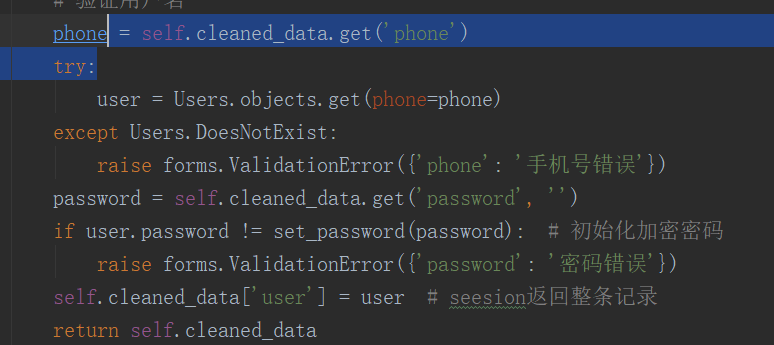 # 验证用户名
phone = self.cleaned_data.get('phone')
try:
    user = Users.objects.get(phone=phone)
except Users.DoesNotExist:
    raise forms.ValidationError({'phone': '手机号错误'})
password = self.cleaned_data.get('password', '')
if user.password != set_password(password):  # 初始化加密密码
    raise forms.ValidationError({'password': '密码错误'})
self.cleaned_data['user'] = user  # seesion返回整条记录
return self.cleaned_data